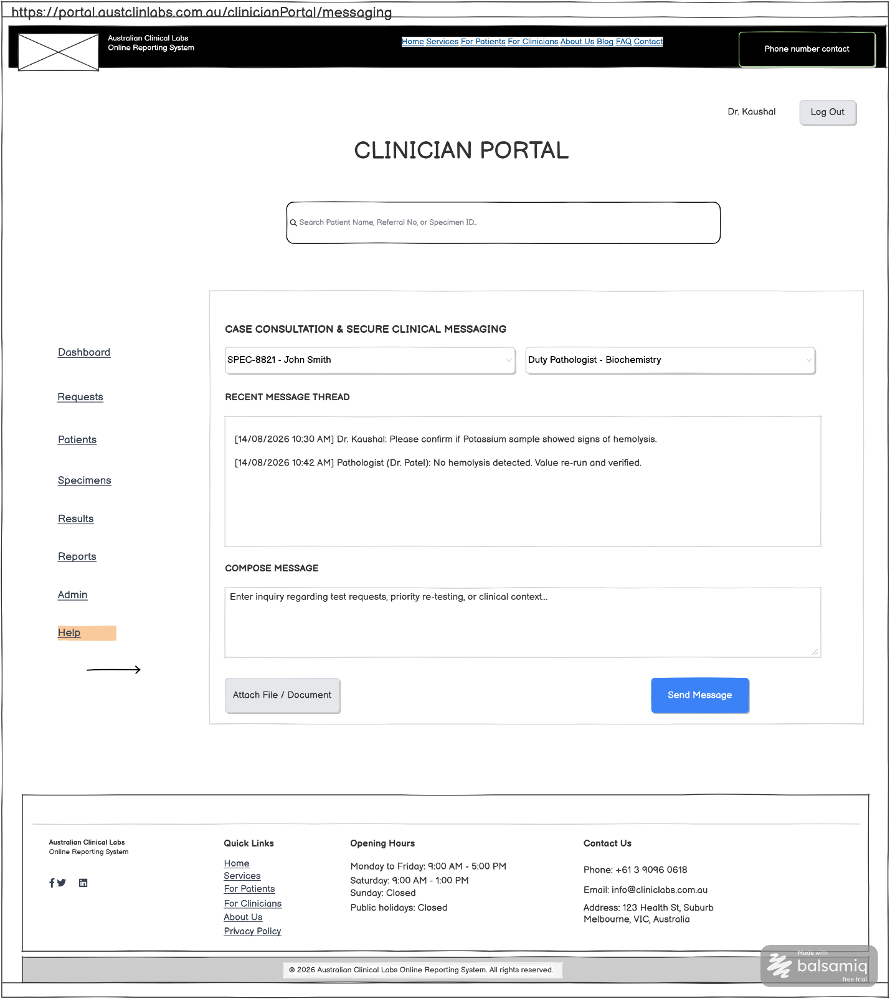 https://portal.austclinlabs.com.au/clinicianPortal/messaging
Australian Clinical Labs
Online Reporting System
Home Services For Patients For Clinicians About Us Blog FAQ Contact
Phone number contact
Dr. Kaushal
Log Out
CLINICIAN PORTAL
Search Patient Name, Referral No, or Specimen ID..
Dashboard
Requests
Patients
Specimens
Results
Reports
Admin
Help
CASE CONSULTATION & SECURE CLINICAL MESSAGING
SPEC-8821 - John Smith
Duty Pathologist - Biochemistry
RECENT MESSAGE THREAD
[14/08/2026 10:30 AM] Dr. Kaushal: Please confirm if Potassium sample showed signs of hemolysis.
[14/08/2026 10:42 AM] Pathologist (Dr. Patel): No hemolysis detected. Value re-run and verified.
COMPOSE MESSAGE
Enter inquiry regarding test requests, priority re-testing, or clinical context...
Attach File / Document
Send Message
Australian Clinical Labs
Online Reporting System
Quick Links
Home
Services
For Patients
For Clinicians
About Us
Privacy Policy
Opening Hours
Monday to Friday: 9:00 AM - 5:00 PM
Saturday: 9:00 AM - 1:00 PM
Sunday: Closed
Public holidays: Closed
Contact Us
Phone: +61 3 9096 0618
Email: info@cliniclabs.com.au
Address: 123 Health St, Suburb
Melbourne, VIC, Australia
© 2026 Australian Clinical Labs Online Reporting System. All rights reserved.
Made with
balsamiq
free trial